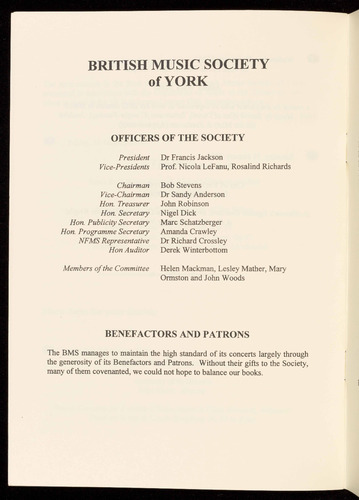 BRITISH MUSIC SOCIETY
of YORK
OFFICERS OF THE SOCIETY
President Dr Francis Jackson
Vice-Presidents Prof. Nicola LeFanu, Rosalind Richards
Chairman Bob Stevens
Vice-Chairman Dr Sandy Anderson
Hon. Treasurer John Robinson
Hon. Secretary Nigel Dick
Hon. Publicity Secretary Marc Schatzberger
Hon. Programme Secretary Amanda Crawley
NFMS Representative Dr Richard Crossley
Hon Auditor Derek Winterbottom
Members of the Committee Helen Mackman, Lesley Mather, Mary
Ormston and John Woods
BENEFACTORS AND PATRONS
The BMS manages to maintain the high standard of its concerts largely through
the generosity of its Benefactors and Patrons. Without their gifts to the Society,
many of them covenanted, we could not hope to balance our books.